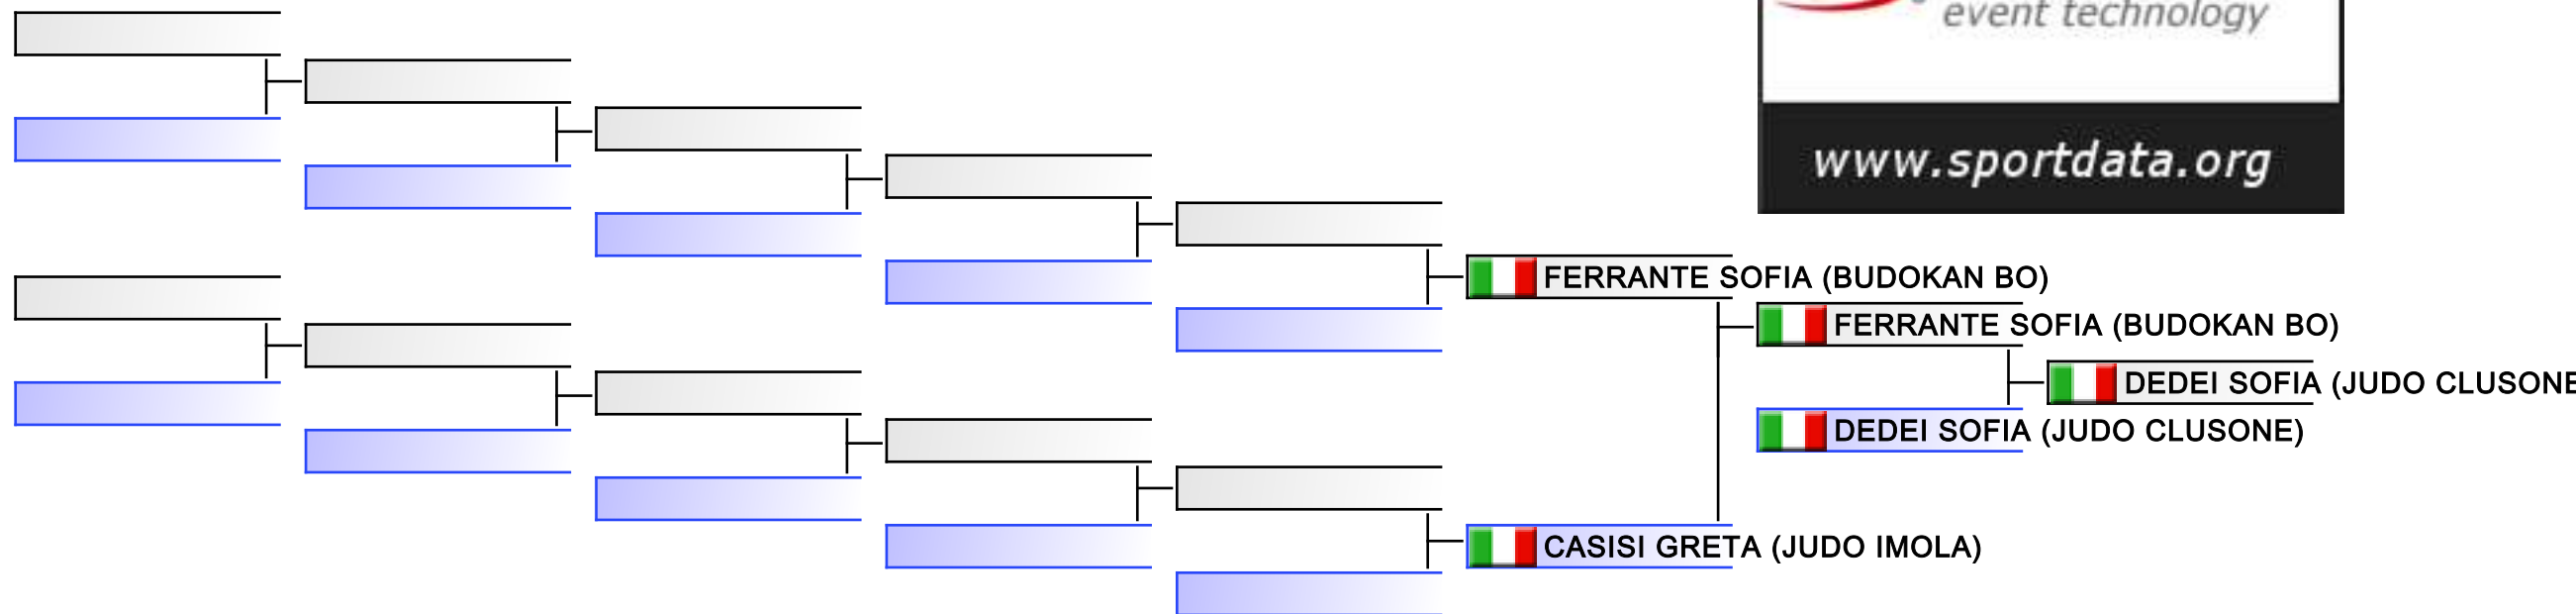 event technology
www.sportdata.org
FERRANTE SOFIA (BUDOKAN BO)
FERRANTE SOFIA (BUDOKAN BO)
DEDEI SOFIA (JUDO CLUSONE
DEDEI SOFIA (JUDO CLUSONE)
CASISI GRETA (JUDO IMOLA)